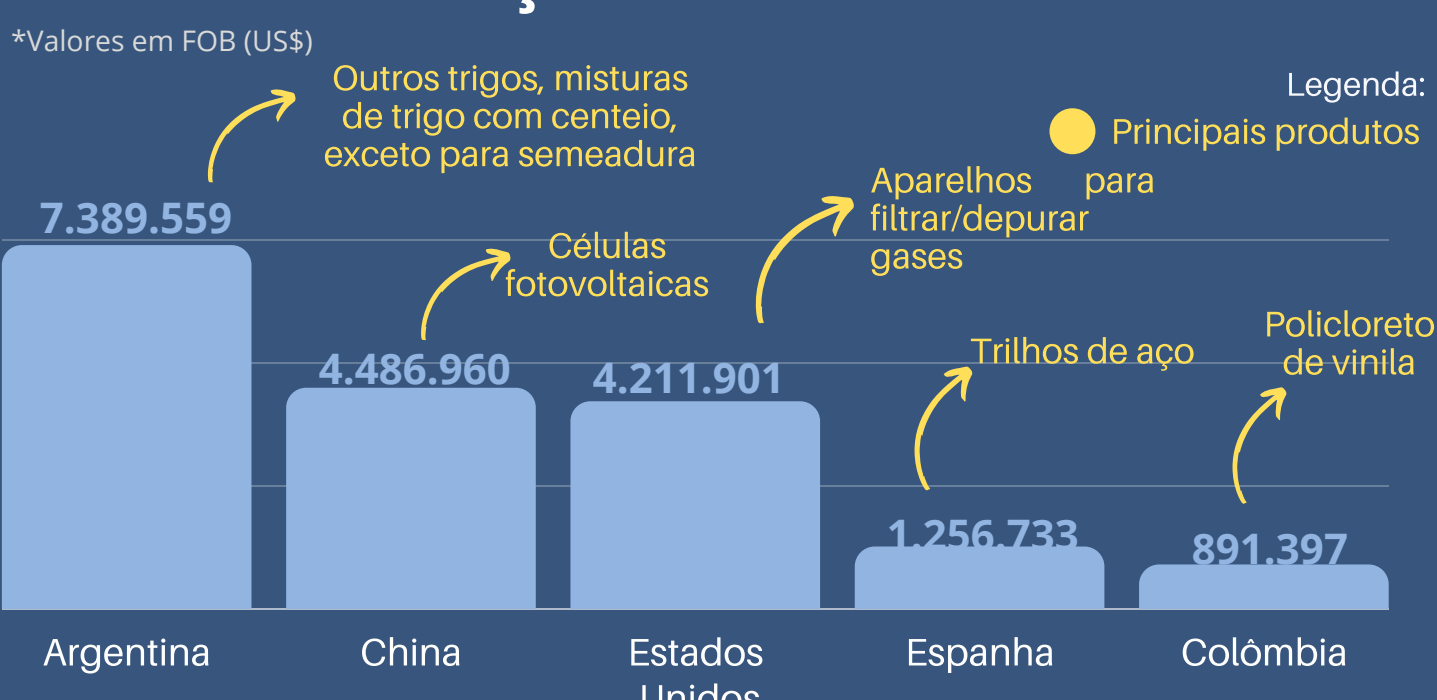 *Valores em FOB (US$)
Outros trigos, misturas
de trigo com centeio,
exceto para semeadura
Legenda:
Principais produtos
Aparelhos para
filtrar/depurar
gases
7.389.559
Células
fotovoltaicas
Policloreto
de vinila
Trilhos de aço
4.486.960
4.211.901
1.256.733
891.397
Argentina
China
Estados
Unidos
Espanha
Colômbia